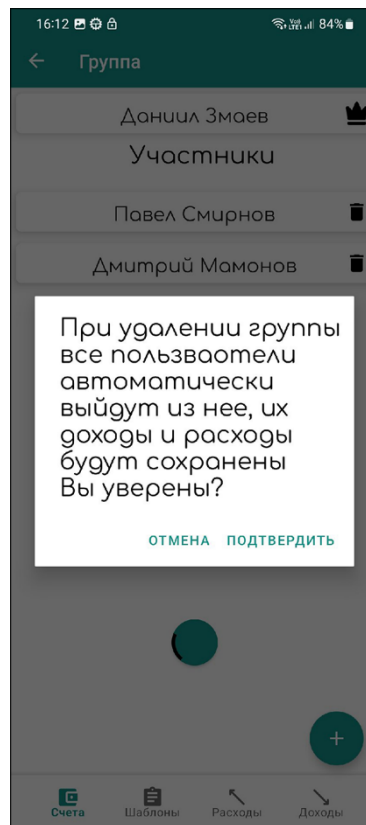 16:12 84%
Группа
Даниил Змаев
Участники
Павел Смирнов
Дмитрий Мамонов
При удалении группы
все пользваотели
автоматически
выйдут из нее, их
доходы и расходы
будут сохранены
Вы уверены?
ОТМЕНА ПОДТВЕРДИТЬ
Счета Шаблоны Расходы Доходы